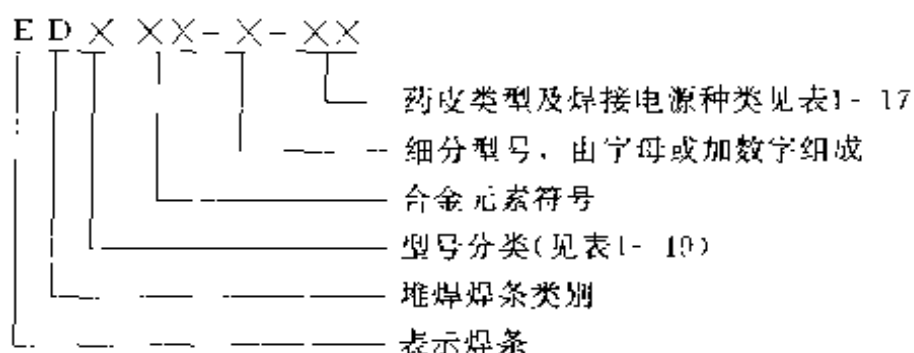 E D × ××-×-××
药皮类型及焊接电源种类见表1-17
细分型号，由字母或加数字组成
合金元素符号
型号分类(见表1-19)
堆焊焊条类别
表示焊条